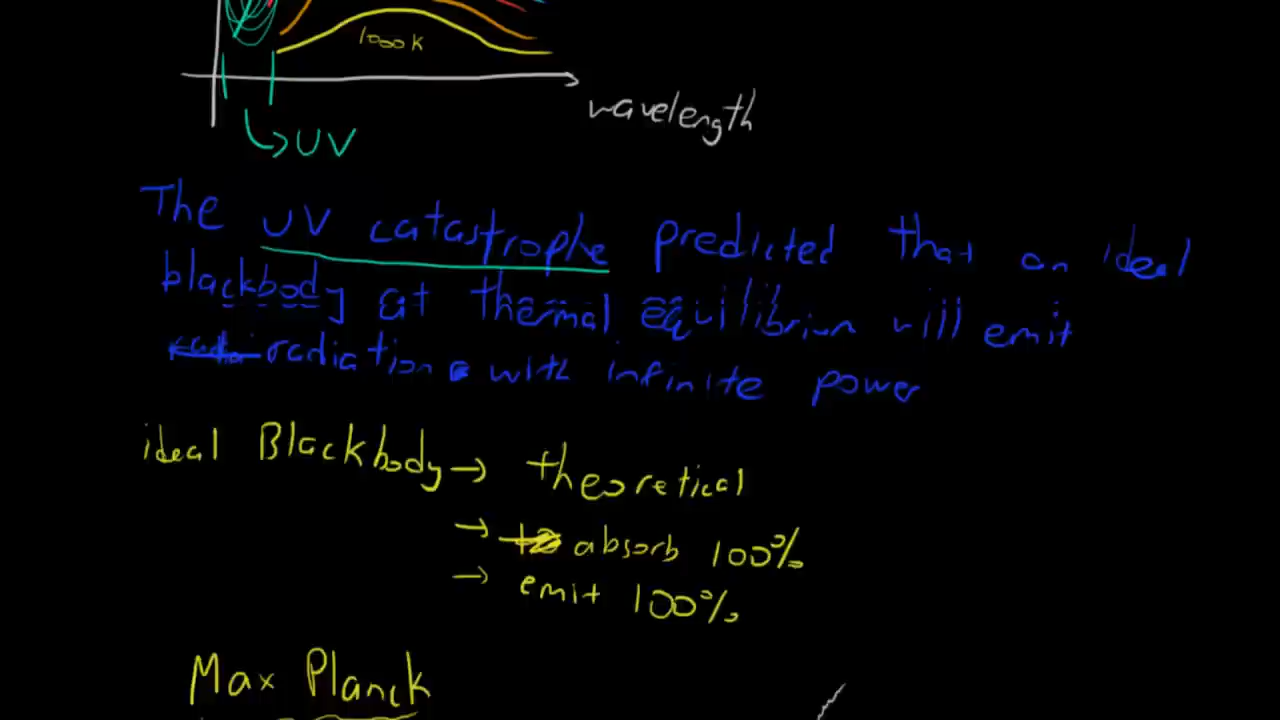 1000K
wavelength
UV
The UV catastrophe predicted that an ideal
blackbody at thermal equilibrium will emit
radiation with infinite power
ideal Blackbody → theoretical
→ absorb 100%
→ emit 100%
Max Planck